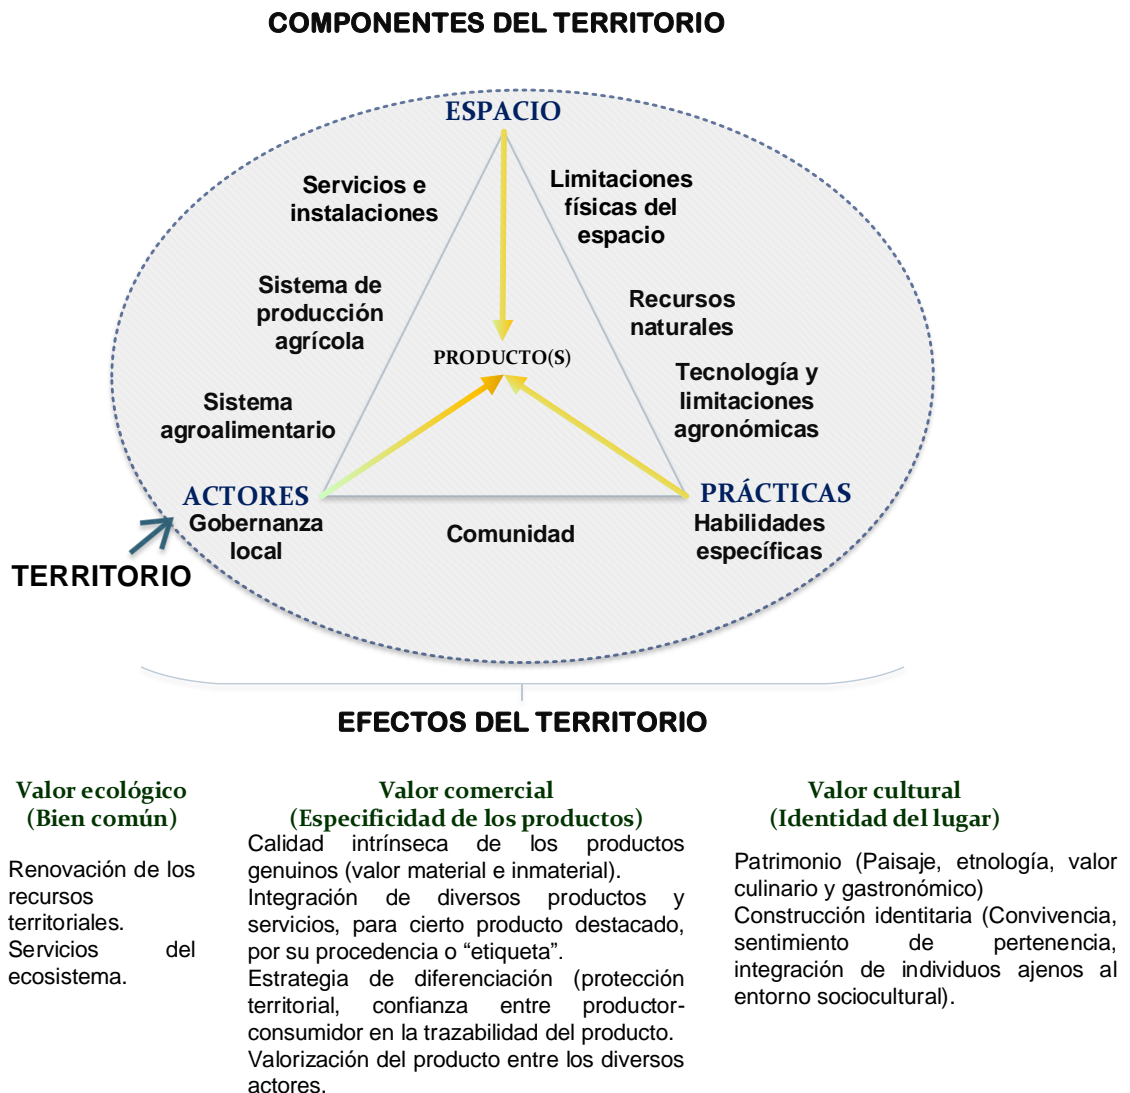 COMPONENTES DEL TERRITORIO
ESPACIO
Servicios e
instalaciones
Limitaciones
físicas del
espacio
Sistema de
producción
agrícola
Recursos
naturales
PRODUCTO(S)
Tecnología y
limitaciones
agronómicas
Sistema
agroalimentario
ACTORES
Gobernanza
local
Comunidad
PRÁCTICAS
Habilidades
específicas
TERRITORIO
EFECTOS DEL TERRITORIO
Valor ecológico
(Bien común)
Renovación de los
recursos
territoriales.
Servicios del
ecosistema.
Valor comercial
(Especificidad de los productos)
Calidad intrínseca de los productos
genuinos (valor material e inmaterial).
Integración de diversos productos y
servicios, para cierto producto destacado,
por su procedencia o “etiqueta”.
Estrategia de diferenciación (protección
territorial, confianza entre productor-
consumidor en la trazabilidad del producto.
Valorización del producto entre los diversos
actores.
Valor cultural
(Identidad del lugar)
Patrimonio (Paisaje, etnología, valor
culinario y gastronómico)
Construcción identitaria (Convivencia,
sentimiento de pertenencia,
integración de individuos ajenos al
entorno sociocultural).